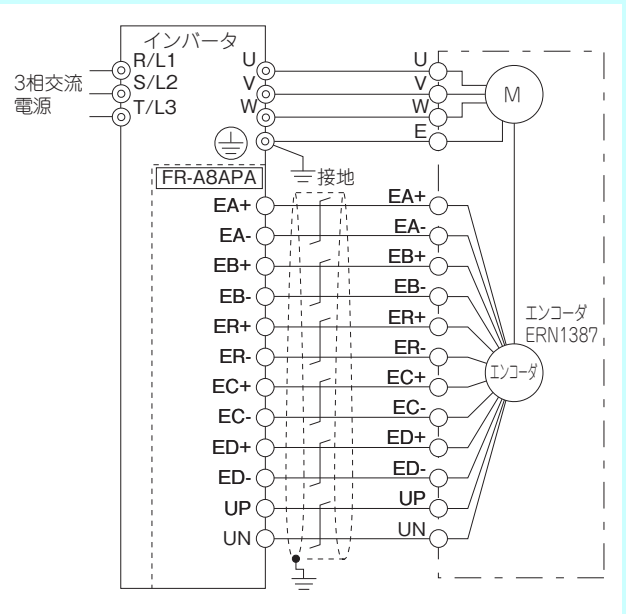 インバータ
R/L1
S/L2
T/L3
3相交流
電源
U
V
W
U
V
W
E
M
接地
FR-A8APA
EA+
EA-
EB+
EB-
ER+
ER-
EC+
EC-
ED+
ED-
UP
UN
EA+
EA-
EB+
EB-
ER+
ER-
EC+
EC-
ED+
ED-
UP
UN
エンコーダ
ERN1387
エンコーダ